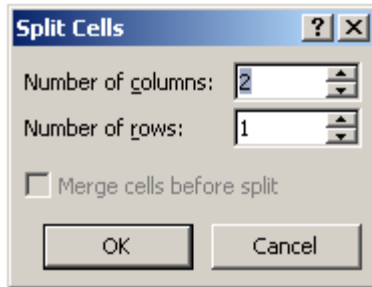 Split Cells
Number of columns: 2
Number of rows: 1
Merge cells before split
OK Cancel